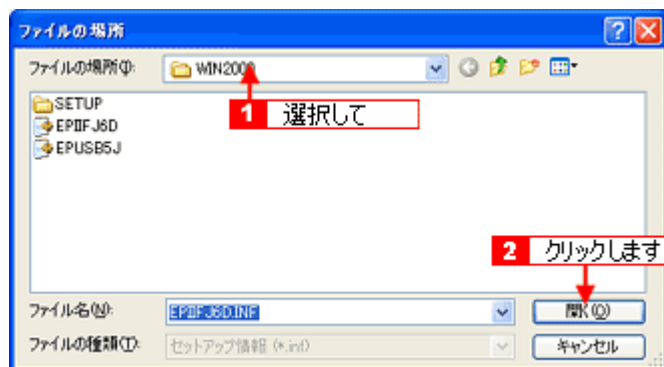 ファイルの場所
ファイルの場所(I):
WIN2000
1 選択して
SETUP
EPIIFJ6D
EPUSB5J
2 クリックします
ファイル名(N):
EPIIFJ6D.INF
開く(O)
ファイルの種類(T):
セットアップ情報 (*.inf)
キャンセル